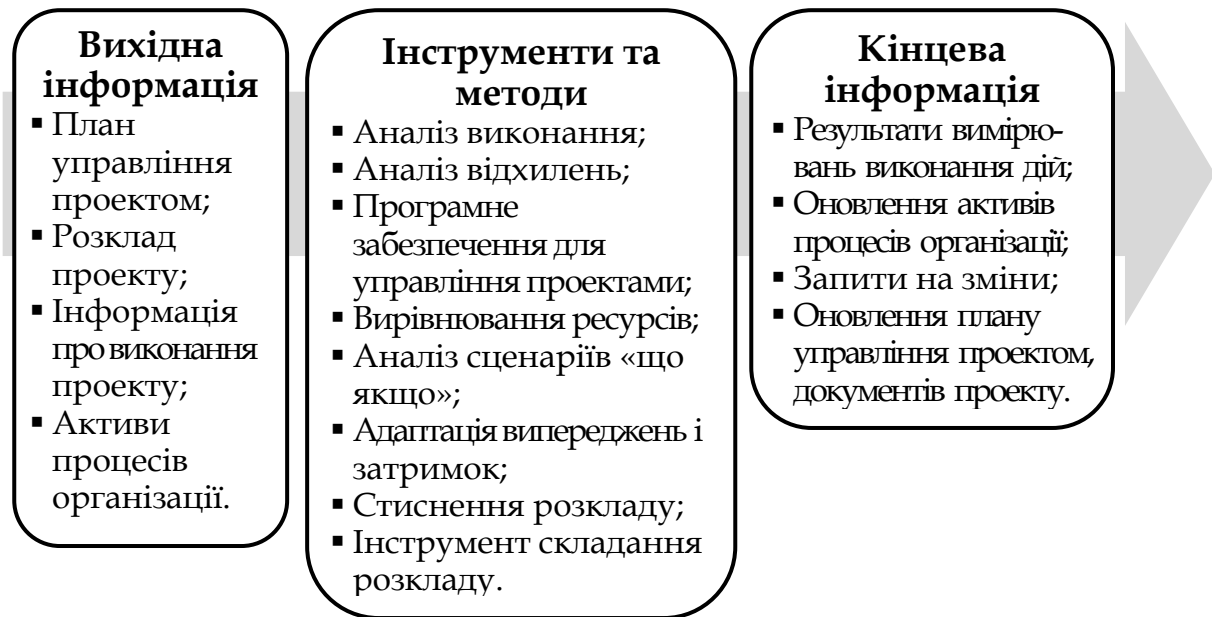 Вихідна
інформація
▪ План
управління
проектом;
▪ Розклад
проекту;
▪ Інформація
про виконання
проекту;
▪ Активи
процесів
організації.
Інструменти та
методи
▪ Аналіз виконання;
▪ Аналіз відхилень;
▪ Програмне
забезпечення для
управління проектами;
▪ Вирівнювання ресурсів;
▪ Аналіз сценаріїв «що
якщо»;
▪ Адаптація випереджень і
затримок;
▪ Стиснення розкладу;
▪ Інструмент складання
розкладу.
Кінцева
інформація
▪ Результати вимірю-
вань виконання дій;
▪ Оновлення активів
процесів організації;
▪ Запити на зміни;
▪ Оновлення плану
управління проектом,
документів проекту.